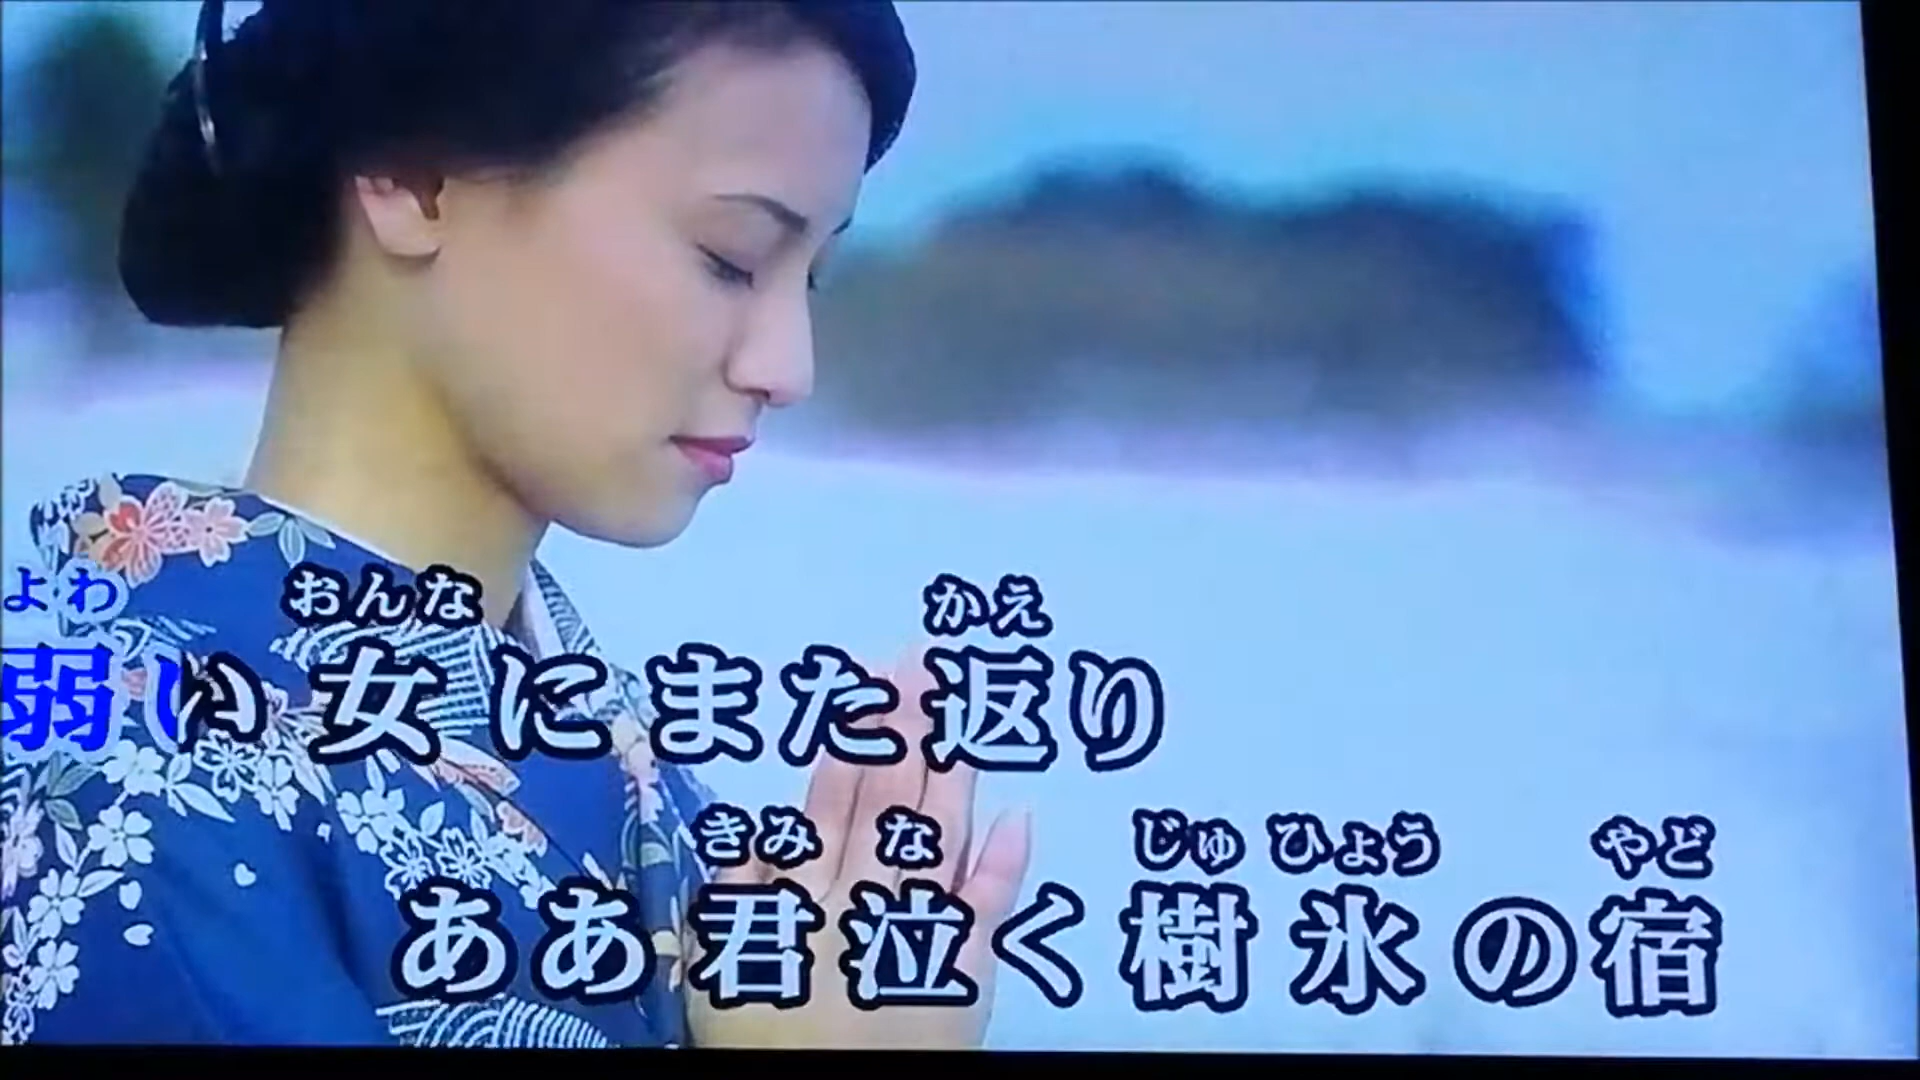 よわ おんな かえ
弱い女にまた返り
きみ な じゅ ひょう やど
ああ君泣く樹氷の宿